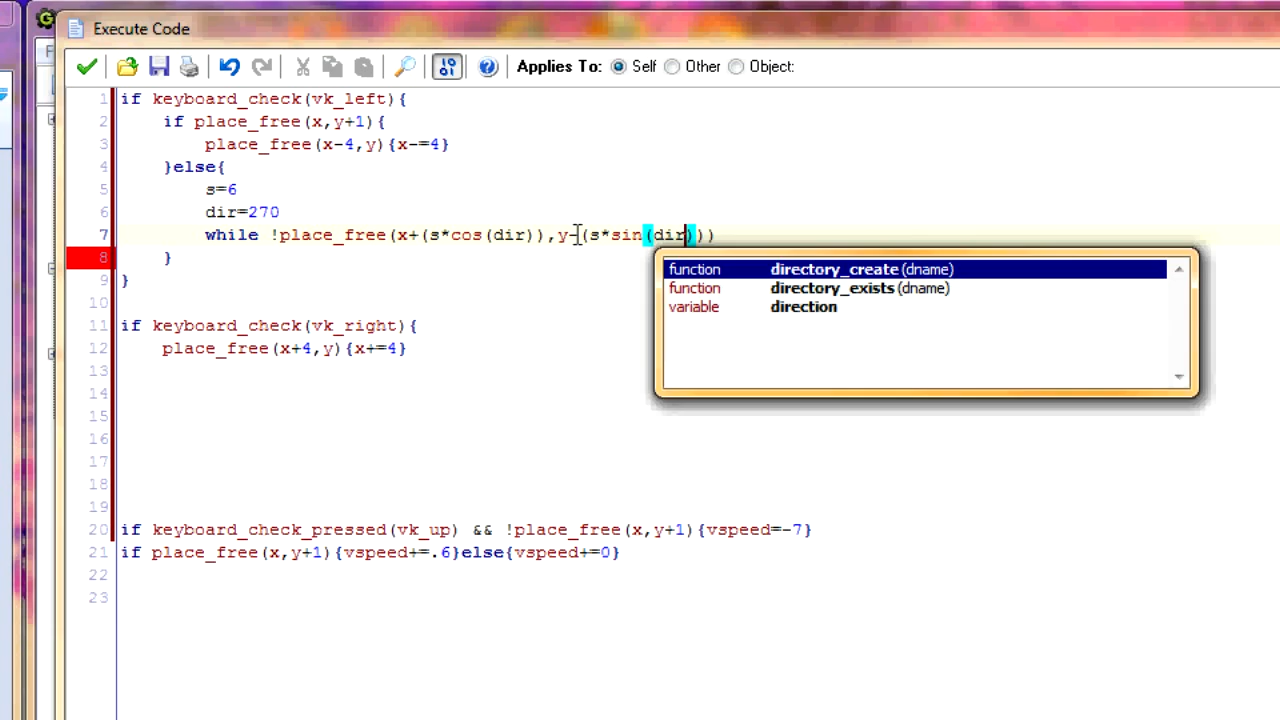 Execute Code
Applies To: Self Other Object:
1 if keyboard_check(vk_left){
2 if place_free(x,y+1){
3 place_free(x-4,y){x-=4}
4 }else{
5 s=6
6 dir=270
7 while !place_free(x+(s*cos(dir)),y-(s*sin(dir)))
8 }
9 }
function directory_create(dname)
function directory_exists(dname)
variable direction
10
11 if keyboard_check(vk_right){
12 place_free(x+4,y){x+=4}
13
14
15
16
17
18
19
20 if keyboard_check_pressed(vk_up) && !place_free(x,y+1){vspeed=-7}
21 if place_free(x,y+1){vspeed+=.6}else{vspeed+=0}
22
23